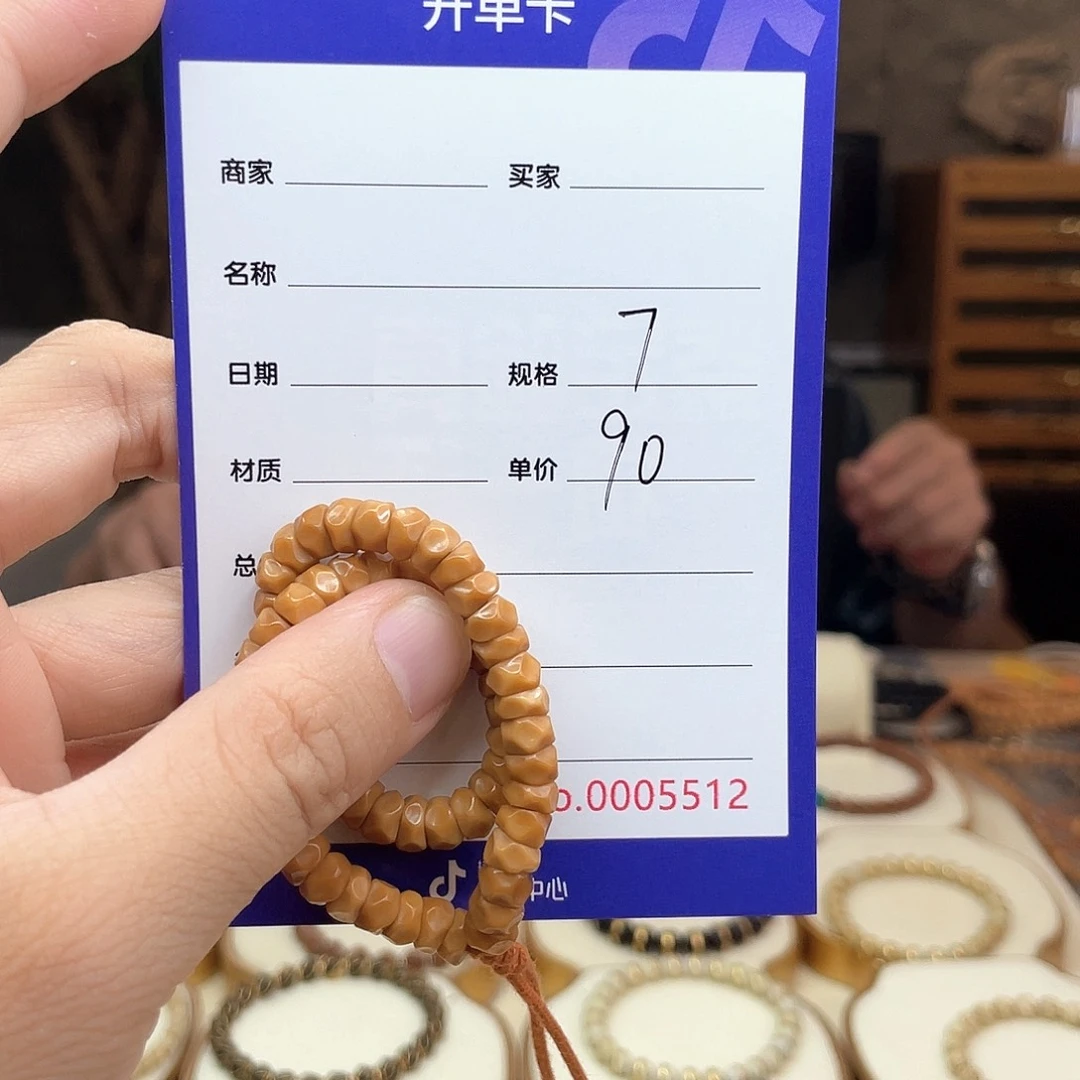 开单卡
商家 买家
名称
日期 规格 7
材质 单价 90
总
o.0005512
中心